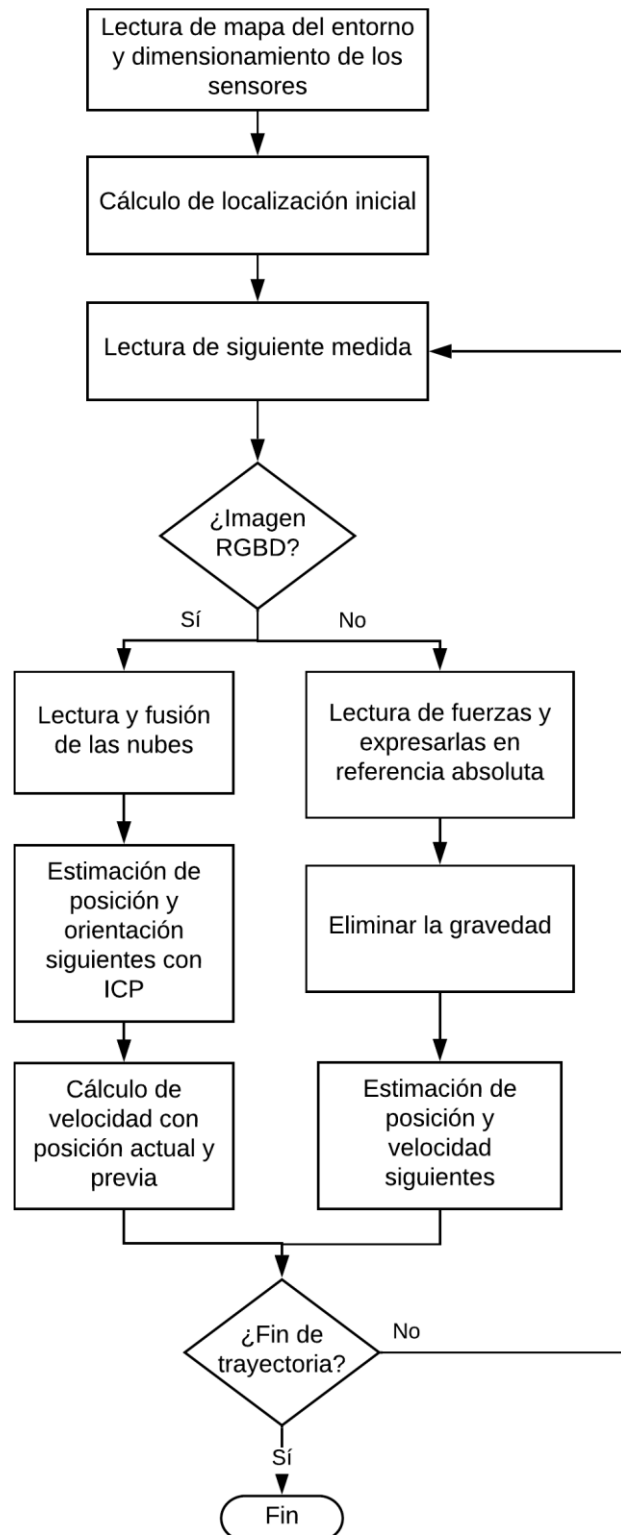 Lectura de mapa del entorno
y dimensionamiento de los
sensores
Cálculo de localización inicial
Lectura de siguiente medida
¿Imagen
RGBD?
Sí
No
Lectura y fusión
de las nubes
Estimación de
posición y
orientación
siguientes con
ICP
Cálculo de
velocidad con
posición actual y
previa
Lectura de fuerzas y
expresarlas en
referencia absoluta
Eliminar la gravedad
Estimación de
posición y
velocidad
siguientes
¿Fin de
trayectoria?
No
Sí
Fin